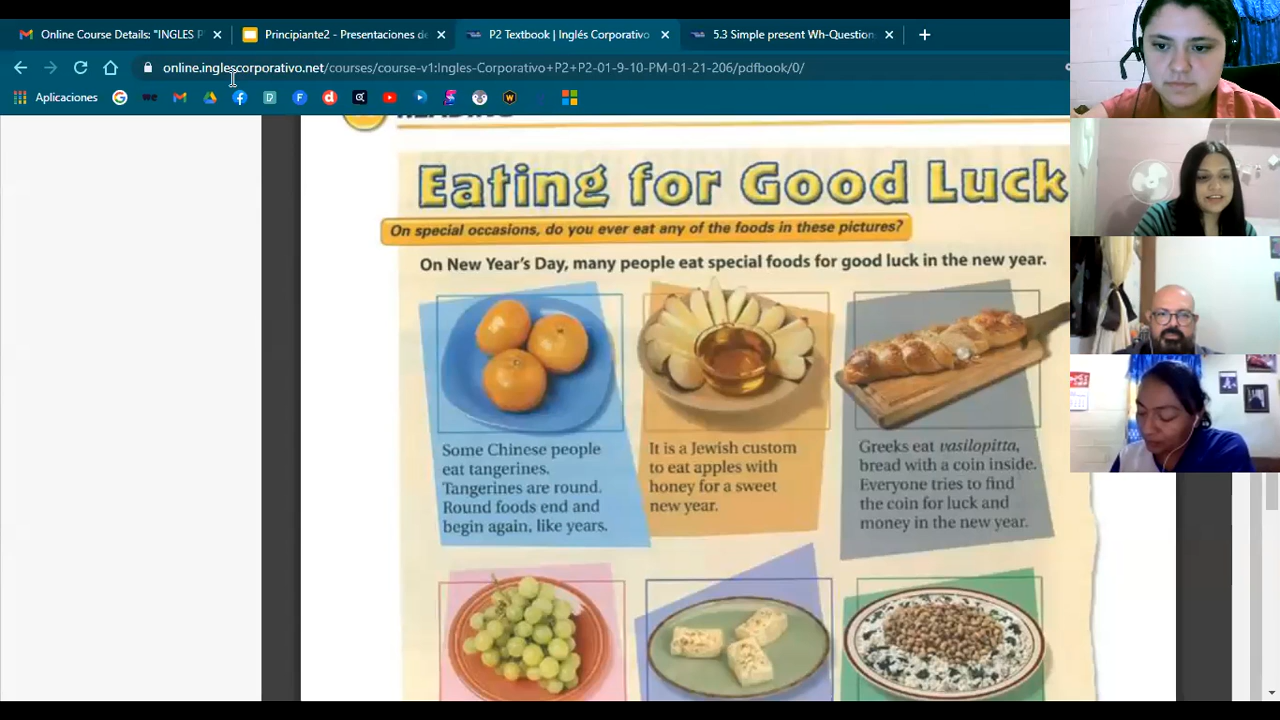 Online Course Details: "INGLES P
Principiante2 - Presentaciones de
P2 Textbook | Inglés Corporativo
5.3 Simple present Wh-Question
online.inglescorporativo.net/courses/course-v1:Ingles-Corporativo+P2+P2-01-9-10-PM-01-21-206/pdfbook/0/
Aplicaciones
READING
Eating for Good Luck
On special occasions, do you ever eat any of the foods in these pictures?
On New Year's Day, many people eat special foods for good luck in the new year.
Some Chinese people
eat tangerines.
Tangerines are round.
Round foods end and
begin again, like years.
It is a Jewish custom
to eat apples with
honey for a sweet
new year.
Greeks eat vasilopitta,
bread with a coin inside.
Everyone tries to find
the coin for luck and
money in the new year.